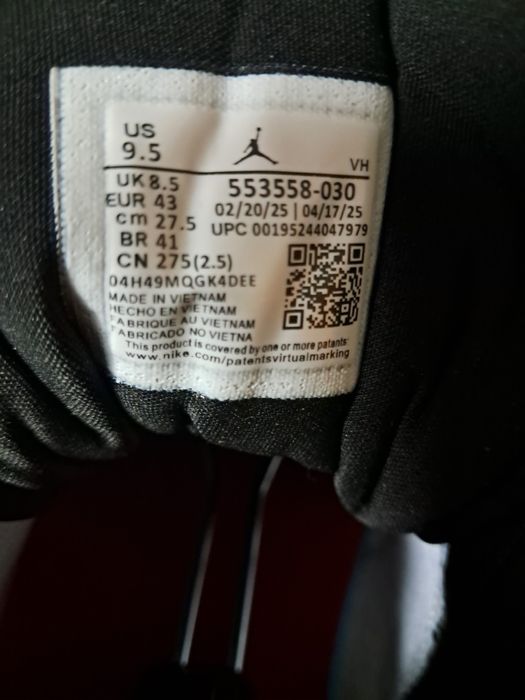 US
9.5
VH
UK 8.5
553558-030
EUR 43
02/20/25 | 04/17/25
cm 27.5
UPC 00195244047979
BR 41
CN 275(2.5)
04H49MQGK4DEE
MADE IN VIETNAM
HECHO EN VIETNAM
FABRIQUE AU VIETNAM
FABRICADO NO VIETNA
This product is covered by one or more patents:
www.nike.com/patentsvirtualmarking